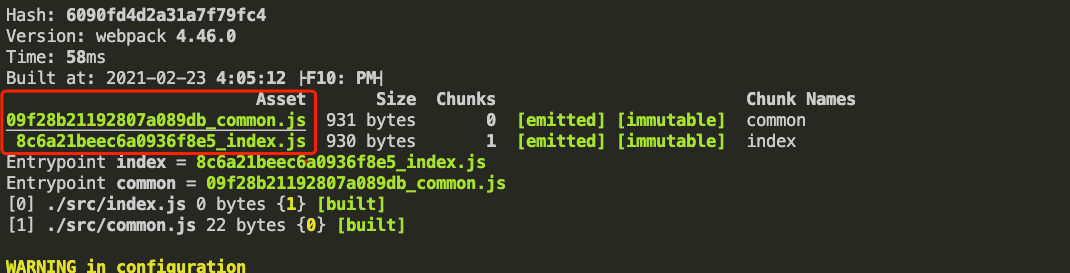 Hash: 6090fd4d2a31a7f79fc4
Version: webpack 4.46.0
Time: 58ms
Built at: 2021-02-23 4:05:12 ├F10: PM┤
Asset Size Chunks Chunk Names
09f28b21192807a089db_common.js 931 bytes 0 [emitted] [immutable] common
8c6a21beec6a0936f8e5_index.js 930 bytes 1 [emitted] [immutable] index
Entrypoint index = 8c6a21beec6a0936f8e5_index.js
Entrypoint common = 09f28b21192807a089db_common.js
[0] ./src/index.js 0 bytes {1} [built]
[1] ./src/common.js 22 bytes {0} [built]
WARNING in configuration